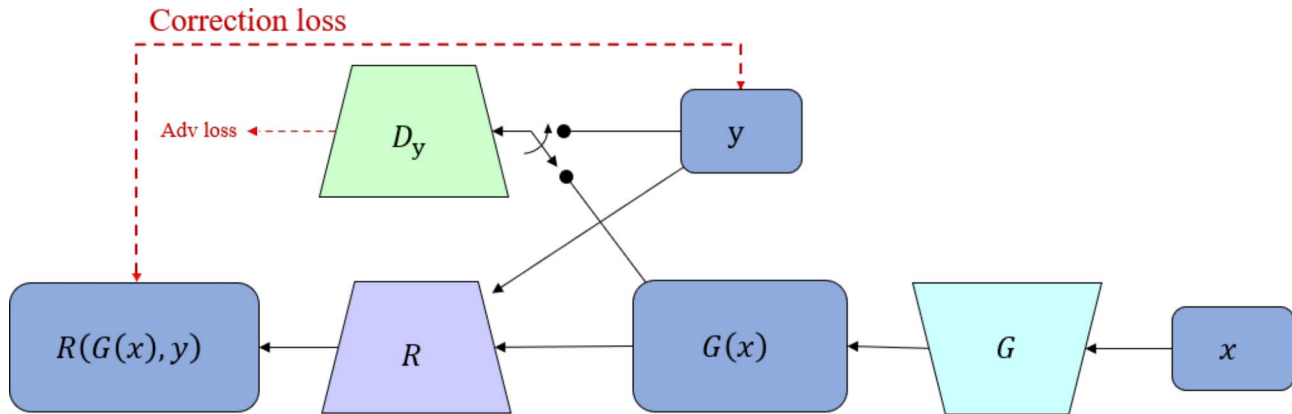 Correction loss
Adv loss
D_y
y
R(G(x), y)
R
G(x)
G
x